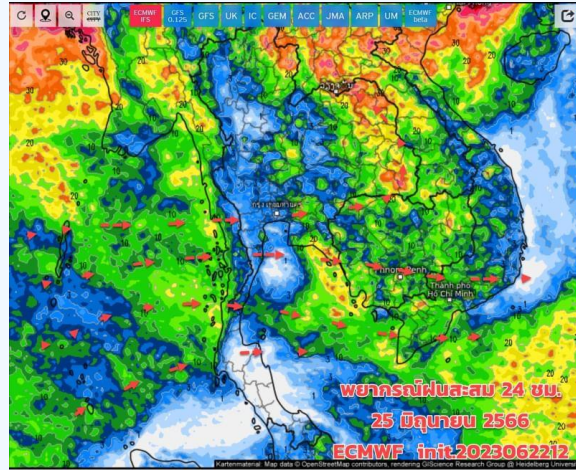 CITY
ECMWF IFS
GFS 0.125
GFS
UK
IC
GEM
ACC
JMA
ARP
UM
ECMWF beta
กรุงเทพมหานคร
Phnom Penh
Thành phố
Hồ Chí Minh
พยากรณ์ฝนสะสม 24 ชม.
25 มิถุนายน 2566
ECMWF init.2023062212
Kartenmaterial: Map data © OpenStreetMap contributors, rendering GIScience Research Group @ Heidelberg Univer